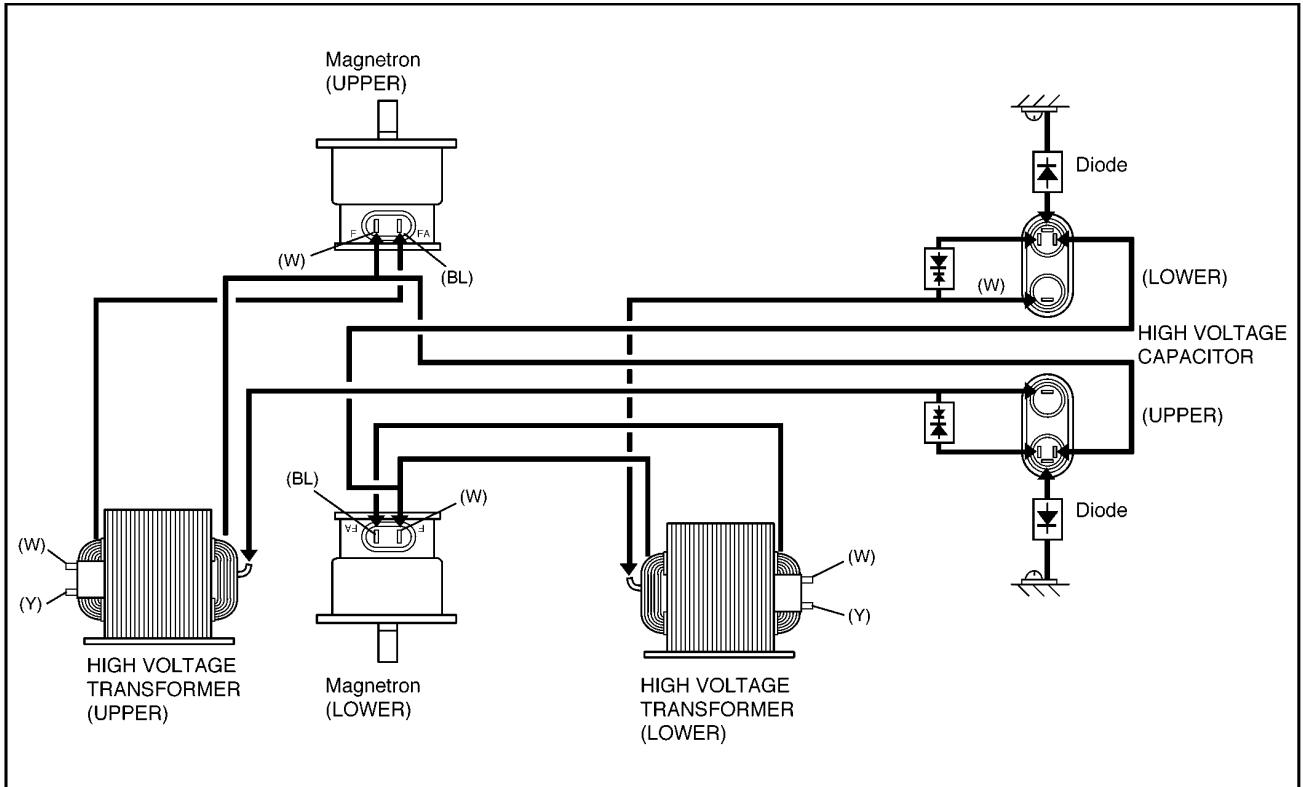 Magnetron
(UPPER)
Diode
F
FA
(W)
(BL)
(W)
(LOWER)
HIGH VOLTAGE
CAPACITOR
(UPPER)
(BL)
(W)
FA
F
Diode
(W)
(Y)
(W)
(Y)
HIGH VOLTAGE
TRANSFORMER
(UPPER)
Magnetron
(LOWER)
HIGH VOLTAGE
TRANSFORMER
(LOWER)